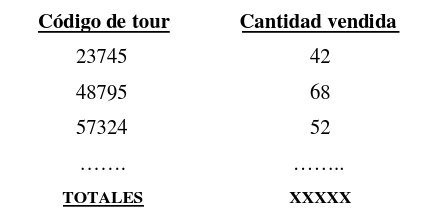 Código de tour Cantidad vendida
23745 42
48795 68
57324 52
……. ……..
TOTALES XXXXX